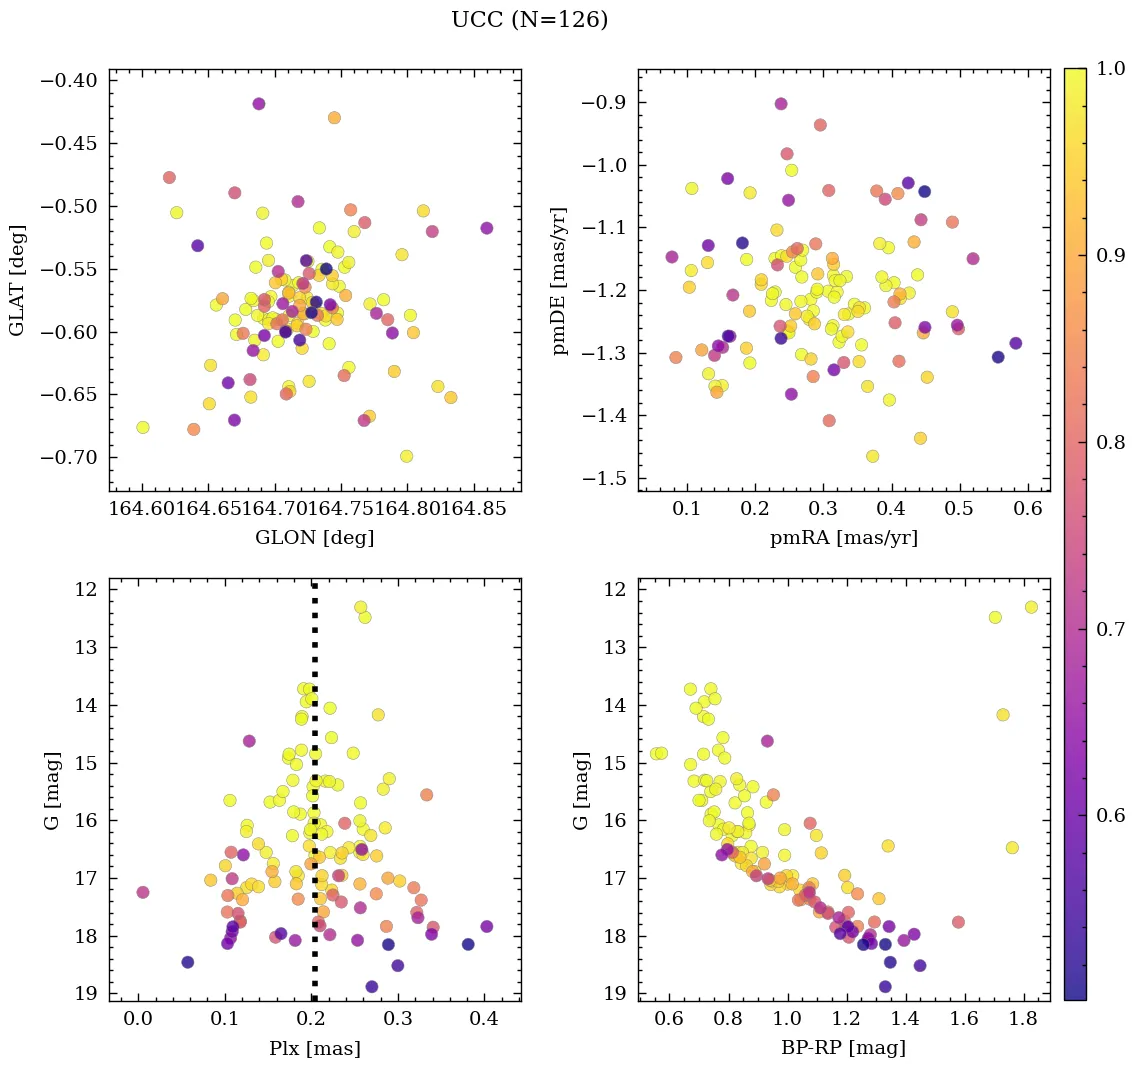 UCC (N=126)
−0.40
−0.45
−0.50
−0.55
−0.60
−0.65
−0.70
GLAT [deg]
164.60 164.65 164.70 164.75 164.80 164.85
GLON [deg]
−0.9
−1.0
−1.1
−1.2
−1.3
−1.4
−1.5
pmDE [mas/yr]
0.1 0.2 0.3 0.4 0.5 0.6
pmRA [mas/yr]
1.0
0.9
0.8
0.7
0.6
12
13
14
15
16
17
18
19
G [mag]
0.0 0.1 0.2 0.3 0.4
Plx [mas]
12
13
14
15
16
17
18
19
G [mag]
0.6 0.8 1.0 1.2 1.4 1.6 1.8
BP-RP [mag]